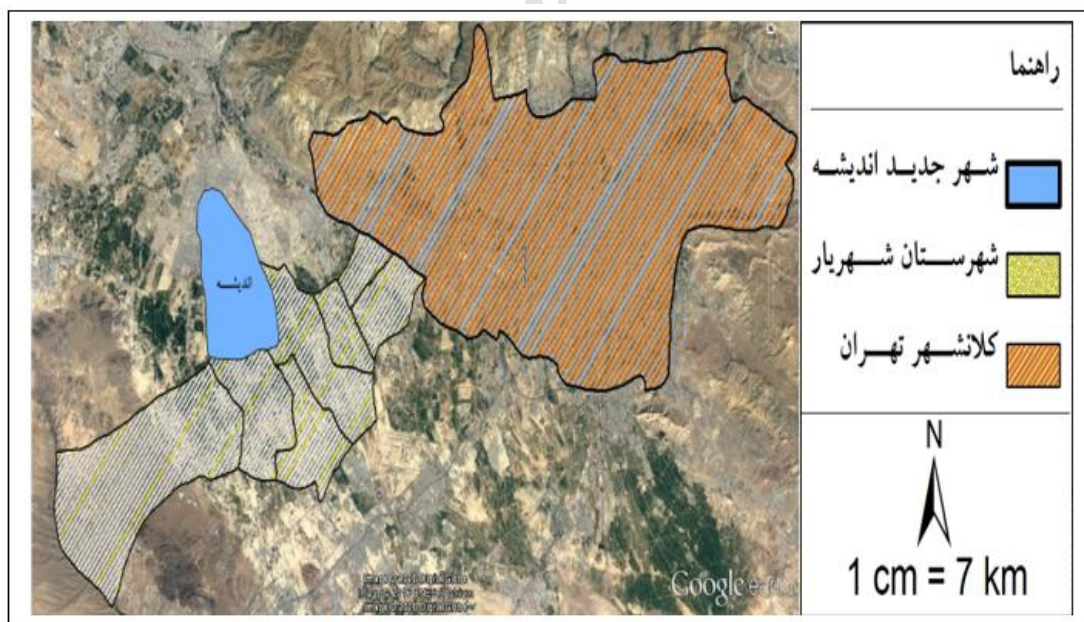 راهنما
شهر جدید اندیشه
شهرستان شهریار
کلانشهر تهران
N
1 cm = 7 km
اندیشه
Google earth